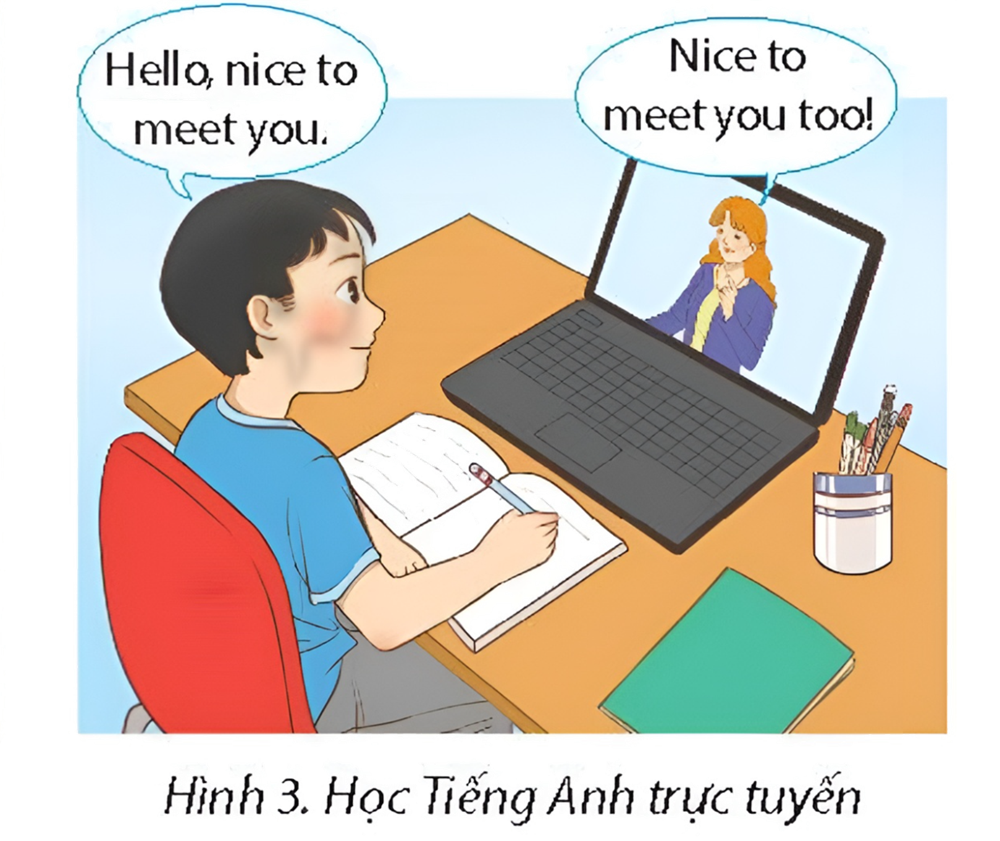 Hello, nice to
meet you.
Nice to
meet you too!
Hình 3. Học Tiếng Anh trực tuyến